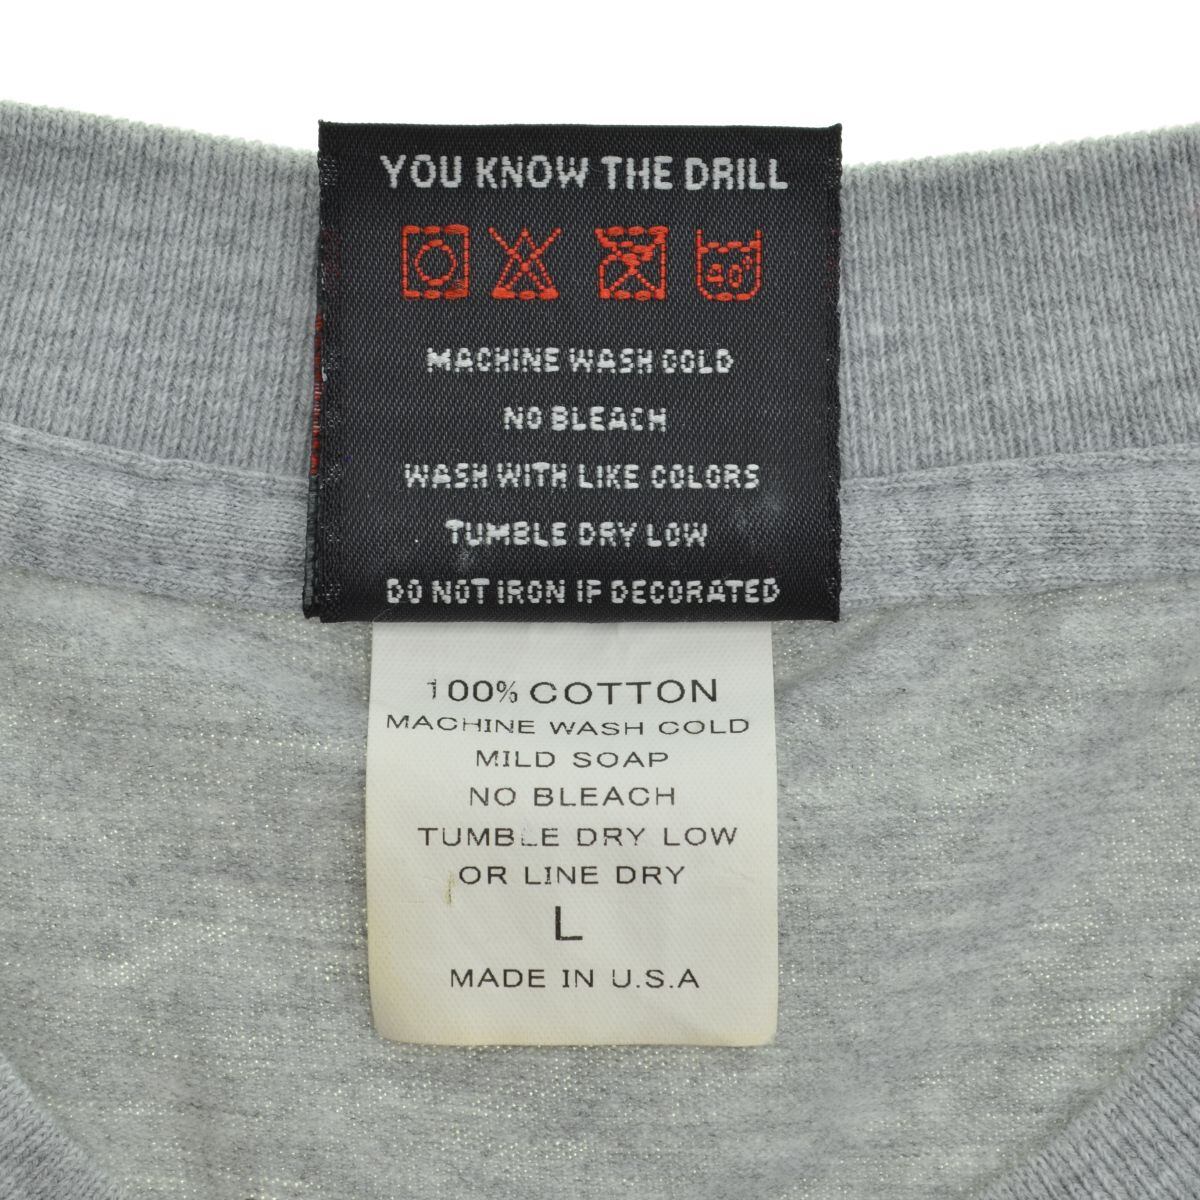 YOU KNOW THE DRILL
40°
MACHINE WASH COLD
NO BLEACH
WASH WITH LIKE COLORS
TUMBLE DRY LOW
DO NOT IRON IF DECORATED
100% COTTON
MACHINE WASH COLD
MILD SOAP
NO BLEACH
TUMBLE DRY LOW
OR LINE DRY
L
MADE IN U.S.A